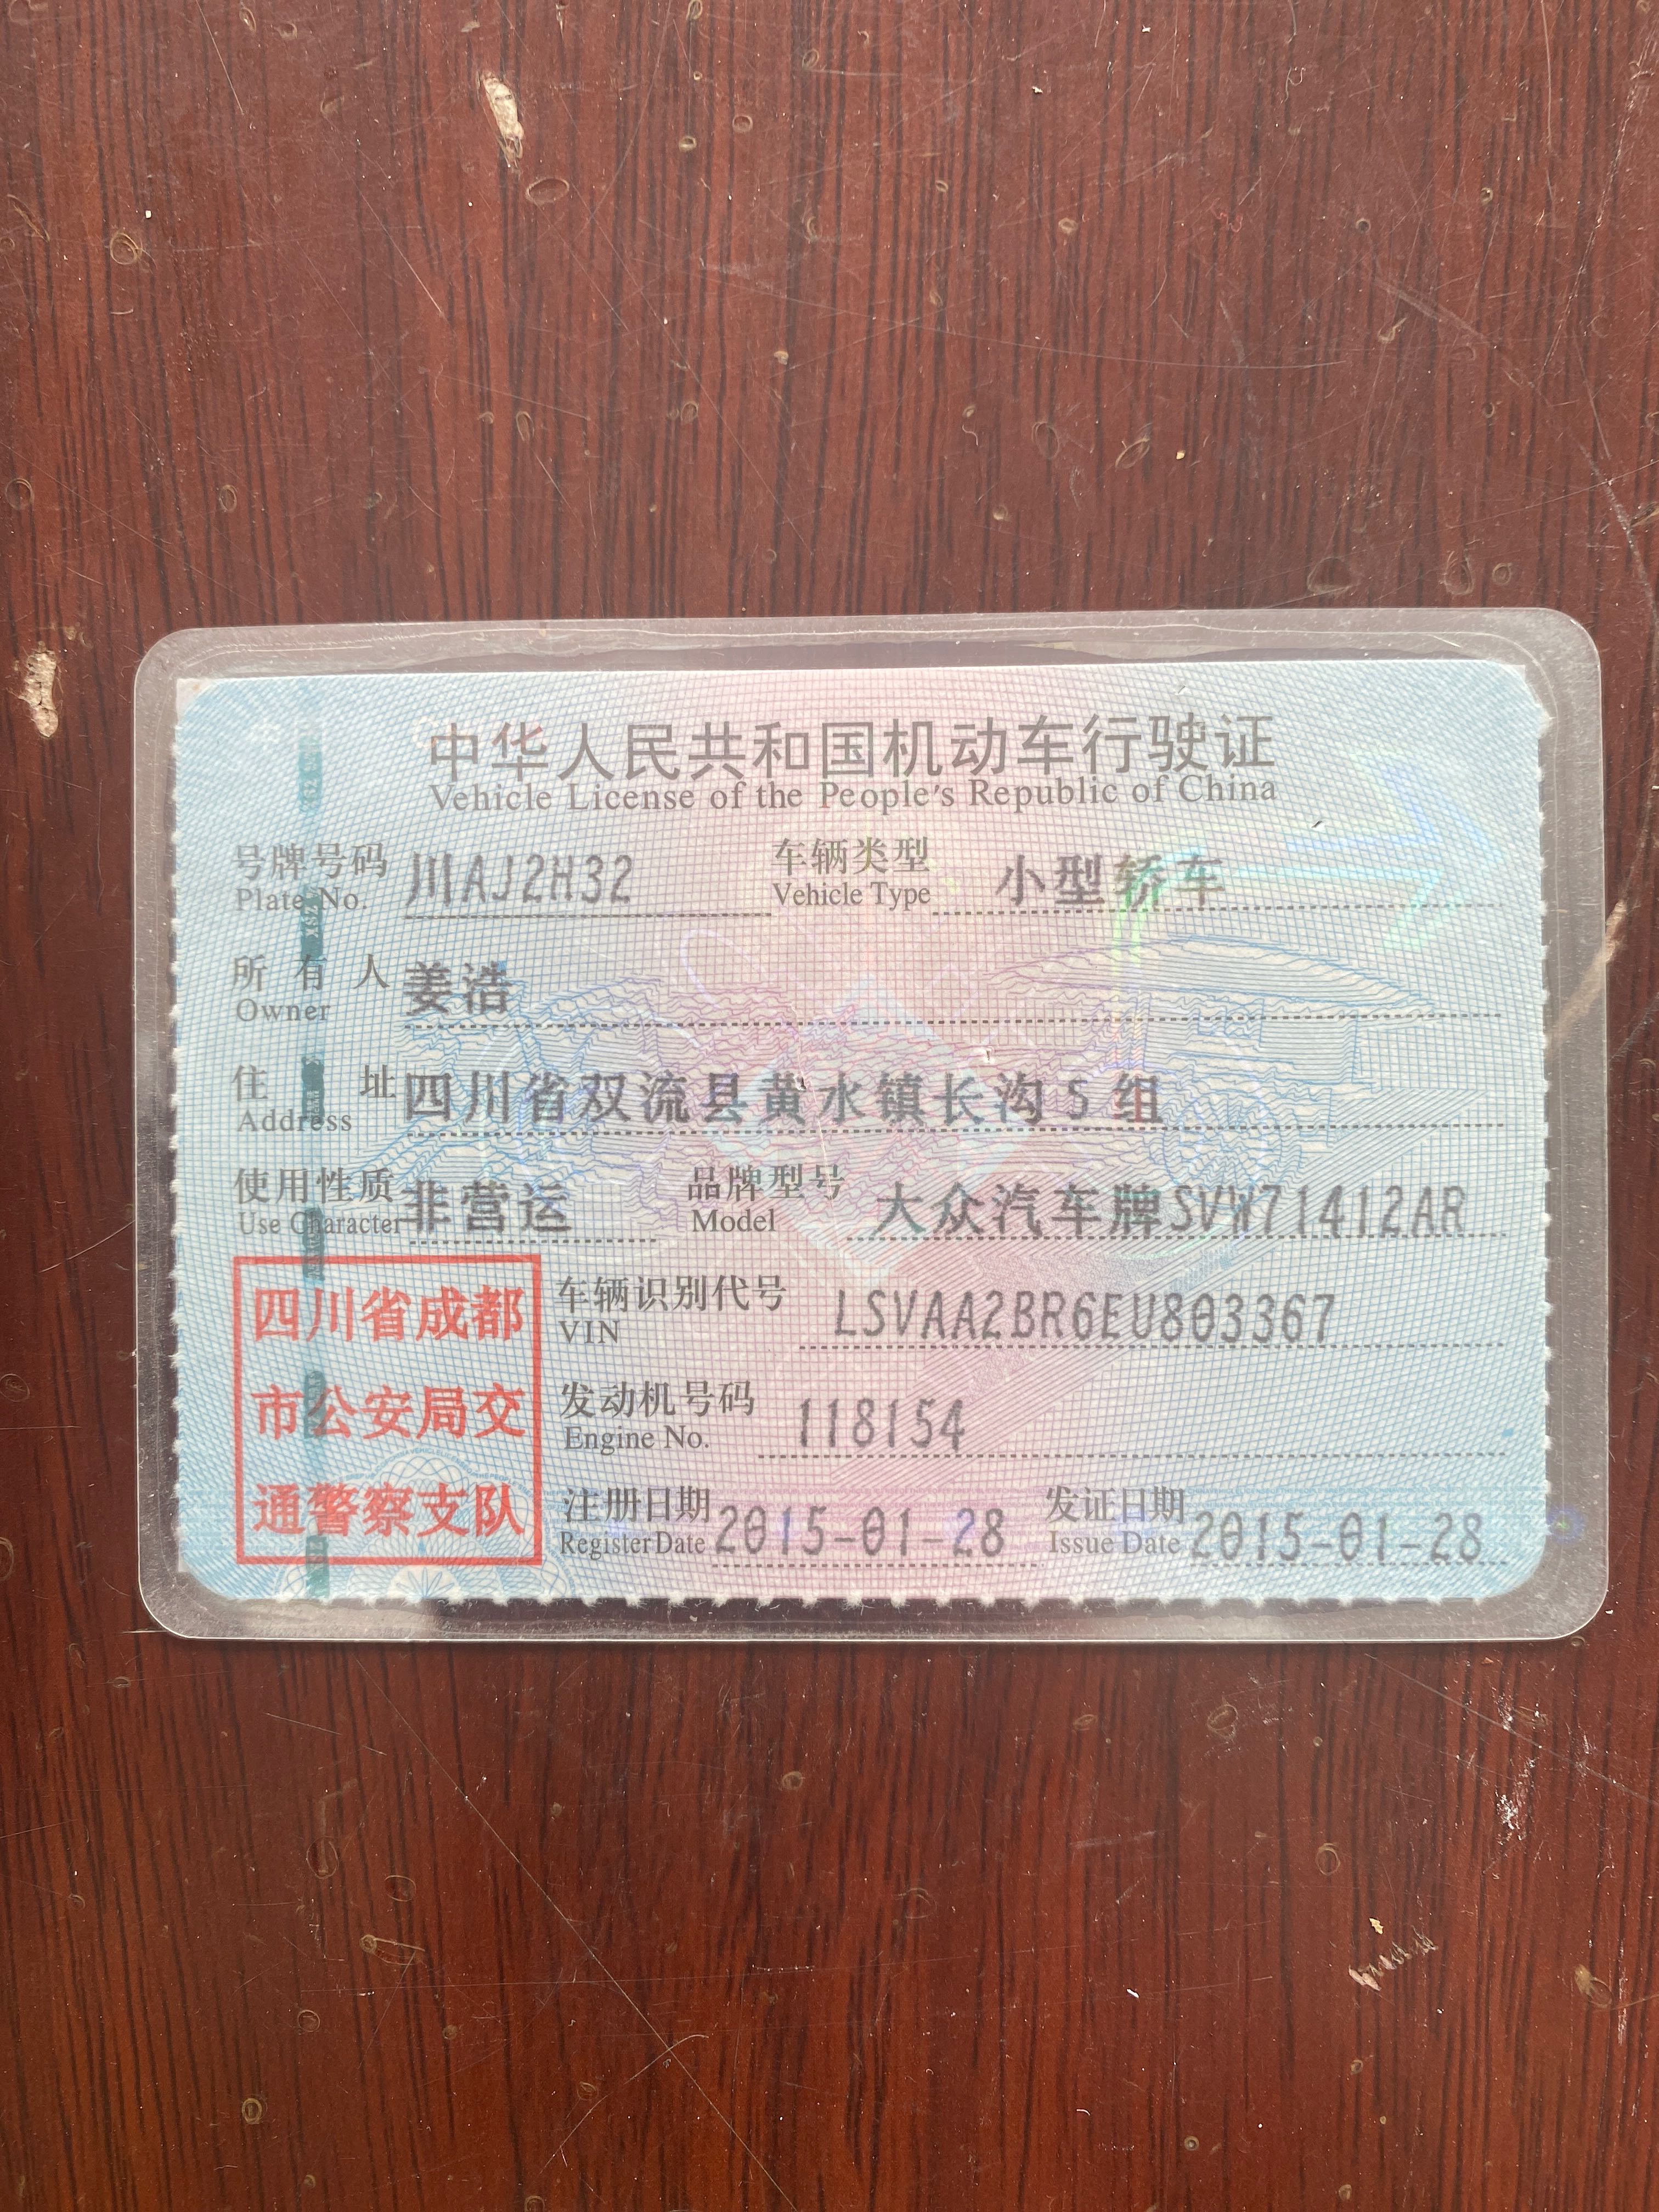 中华人民共和国机动车行驶证
Vehicle License of the People's Republic of China
号牌号码 川AJ2H32 车辆类型 小型轿车
Plate No. Vehicle Type
所有人 姜浩
Owner
住址 四川省双流县黄水镇长沟5组
Address
使用性质 非营运 品牌型号 大众汽车牌SVW71412AR
Use Character Model
四川省成都
市公安局交
通警察支队
车辆识别代号 LSVAA2BR6EU803367
VIN
发动机号码 118154
Engine No.
注册日期 2015-01-28 发证日期 2015-01-28
Register Date Issue Date